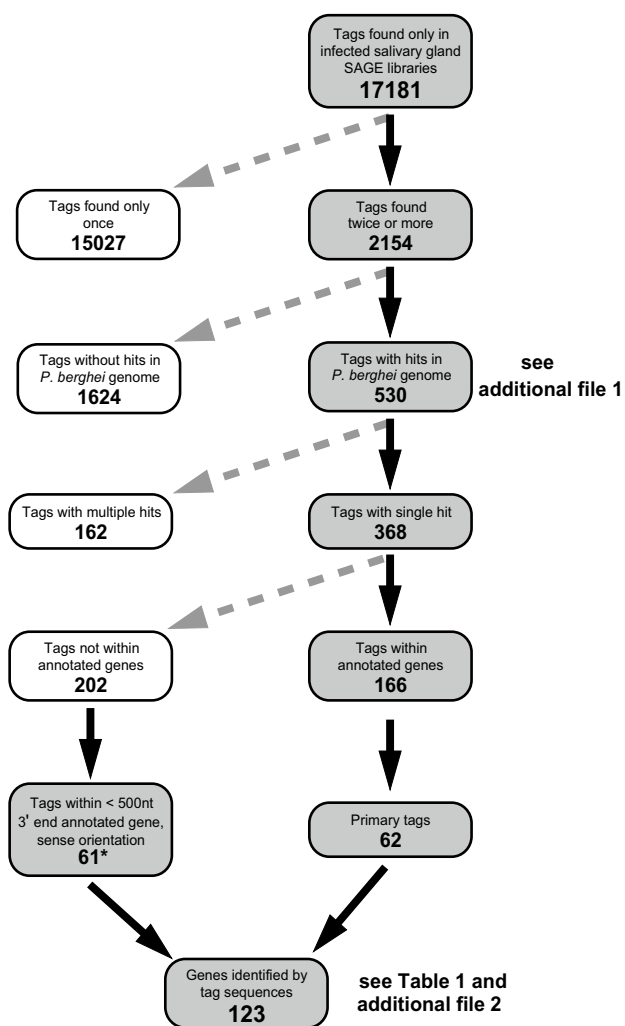 Tags found only in
infected salivary gland
SAGE libraries
17181
Tags found only
once
15027
Tags found
twice or more
2154
Tags without hits in
P. berghei genome
1624
Tags with hits in
P. berghei genome
530
see
additional file 1
Tags with multiple hits
162
Tags with single hit
368
Tags not within
annotated genes
202
Tags within
annotated genes
166
Tags within < 500nt
3' end annotated gene,
sense orientation
61*
Primary tags
62
Genes identified by
tag sequences
123
see Table 1 and
additional file 2